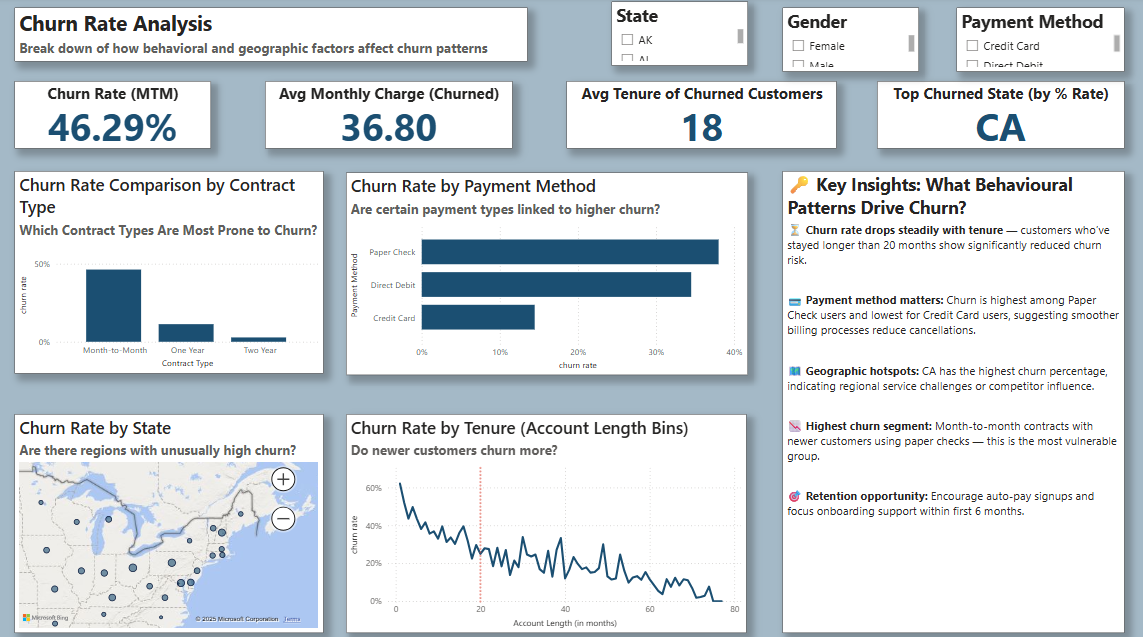 Churn Rate Analysis
Break down of how behavioral and geographic factors affect churn patterns
State
AK
AL
Gender
Female
Male
Payment Method
Credit Card
Direct Debit
Churn Rate (MTM)
46.29%
Avg Monthly Charge (Churned)
36.80
Avg Tenure of Churned Customers
18
Top Churned State (by % Rate)
CA
Churn Rate Comparison by Contract
Type
Which Contract Types Are Most Prone to Churn?
churn rate
50%
0%
Month-to-Month
One Year
Two Year
Contract Type
Churn Rate by Payment Method
Are certain payment types linked to higher churn?
Payment Method
Paper Check
Direct Debit
Credit Card
0%
10%
20%
30%
40%
churn rate
Key Insights: What Behavioural
Patterns Drive Churn?
Churn rate drops steadily with tenure — customers who've
stayed longer than 20 months show significantly reduced churn
risk.
Payment method matters: Churn is highest among Paper
Check users and lowest for Credit Card users, suggesting smoother
billing processes reduce cancellations.
Geographic hotspots: CA has the highest churn percentage,
indicating regional service challenges or competitor influence.
Highest churn segment: Month-to-month contracts with
newer customers using paper checks — this is the most vulnerable
group.
Retention opportunity: Encourage auto-pay signups and
focus onboarding support within first 6 months.
Churn Rate by State
Are there regions with unusually high churn?
Microsoft Bing
© 2025 Microsoft Corporation
Terms
Churn Rate by Tenure (Account Length Bins)
Do newer customers churn more?
churn rate
60%
40%
20%
0%
0
20
40
60
80
Account Length (in months)